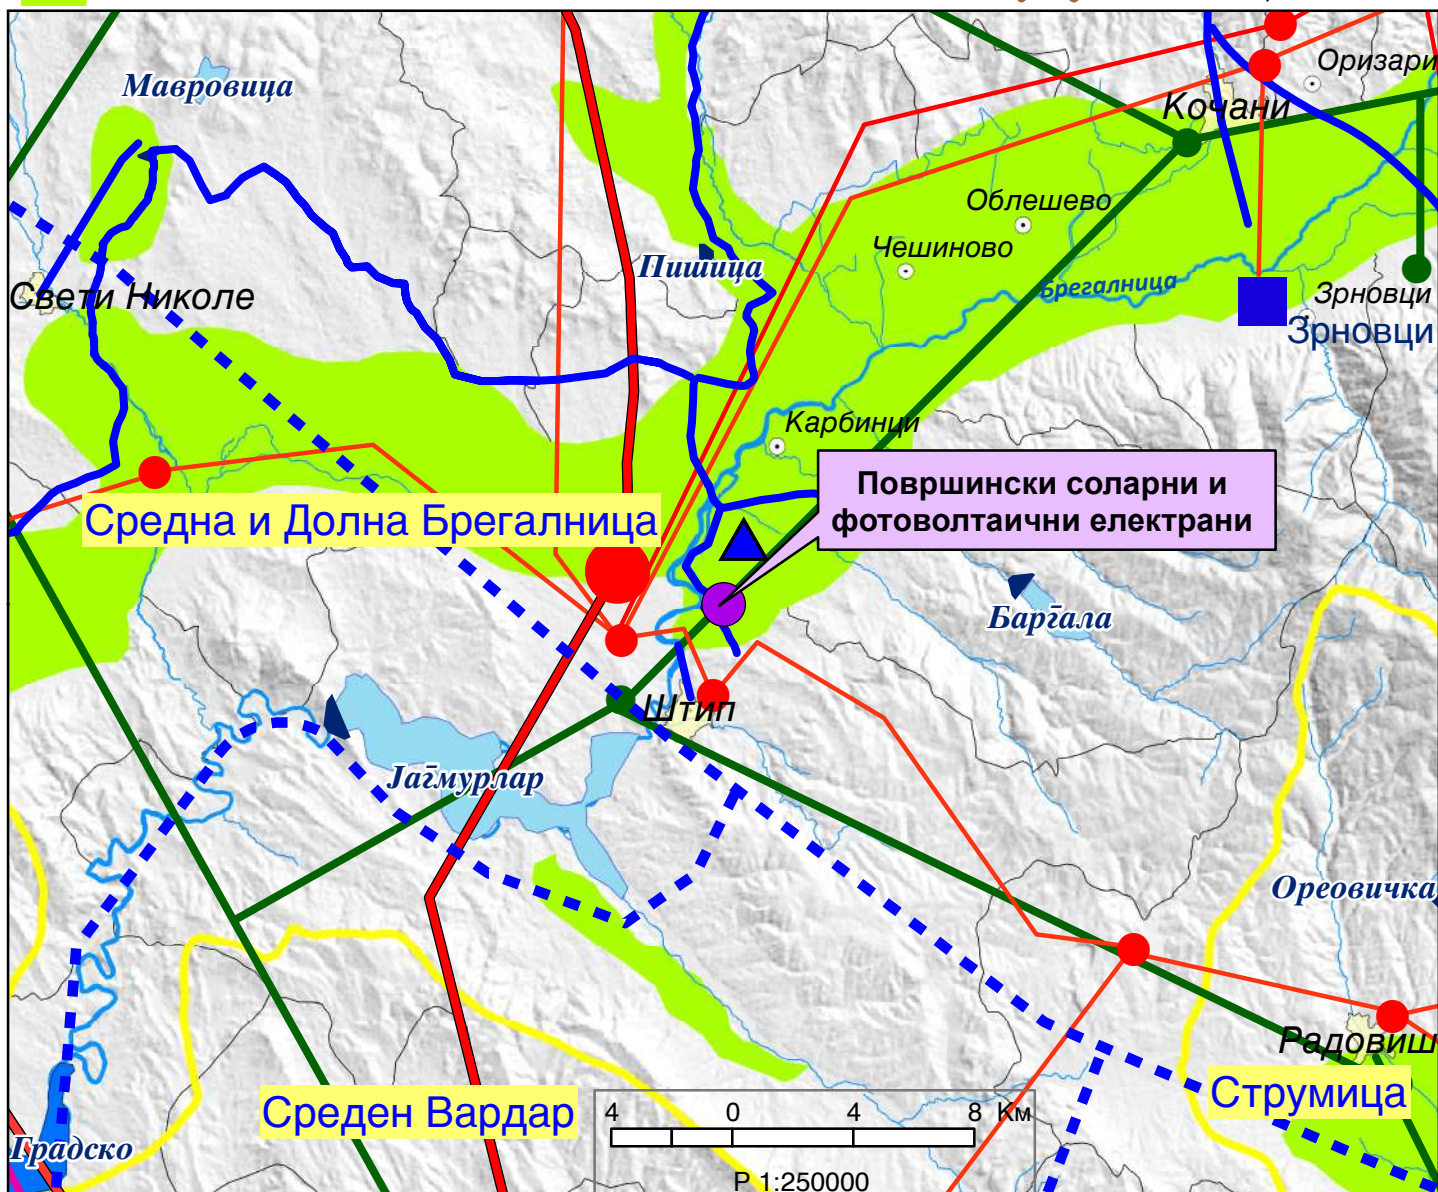 Мавровица
Оризари
Кочани
Облешево
Чешиново
Пишица
Брегалница
Свети Николе
Зрновци
Зрновци
Карбинци
Површински соларни и
фотоволтаични електрани
Средна и Долна Брегалница
Баргала
Штип
Јагмурлар
Ореовичка
Радовиш
Струмица
Среден Вардар
4 0 4 8 Км
Градско
Р 1:250000